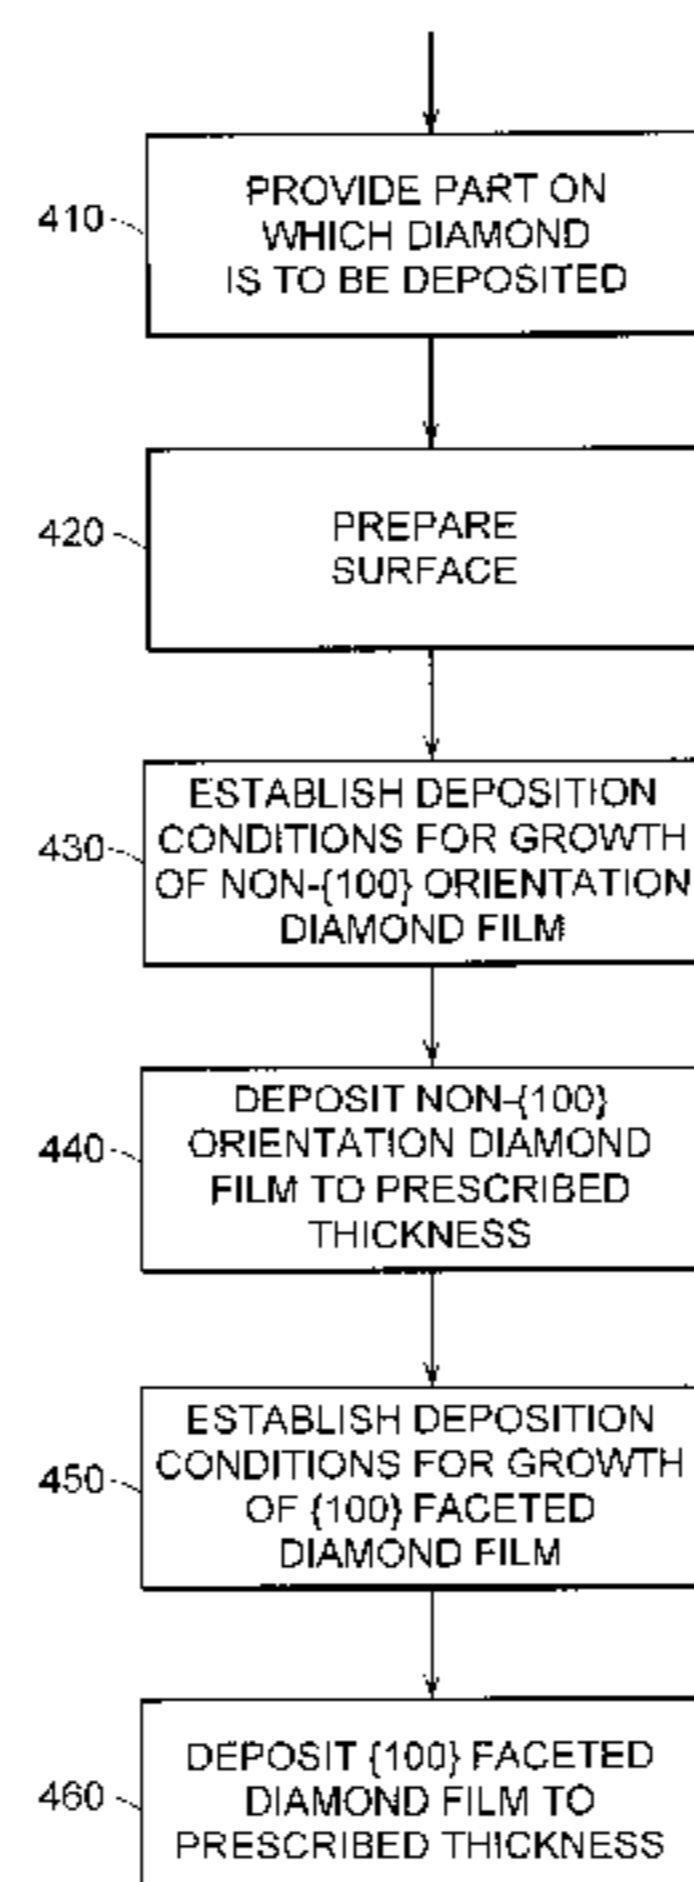 410
PROVIDE PART ON
WHICH DIAMOND
IS TO BE DEPOSITED
420
PREPARE
SURFACE
430
ESTABLISH DEPOSITION
CONDITIONS FOR GROWTH
OF NON-{100} ORIENTATION
DIAMOND FILM
440
DEPOSIT NON-{100}
ORIENTATION DIAMOND
FILM TO PRESCRIBED
THICKNESS
450
ESTABLISH DEPOSITION
CONDITIONS FOR GROWTH
OF {100} FACETED
DIAMOND FILM
460
DEPOSIT {100} FACETED
DIAMOND FILM TO
PRESCRIBED THICKNESS